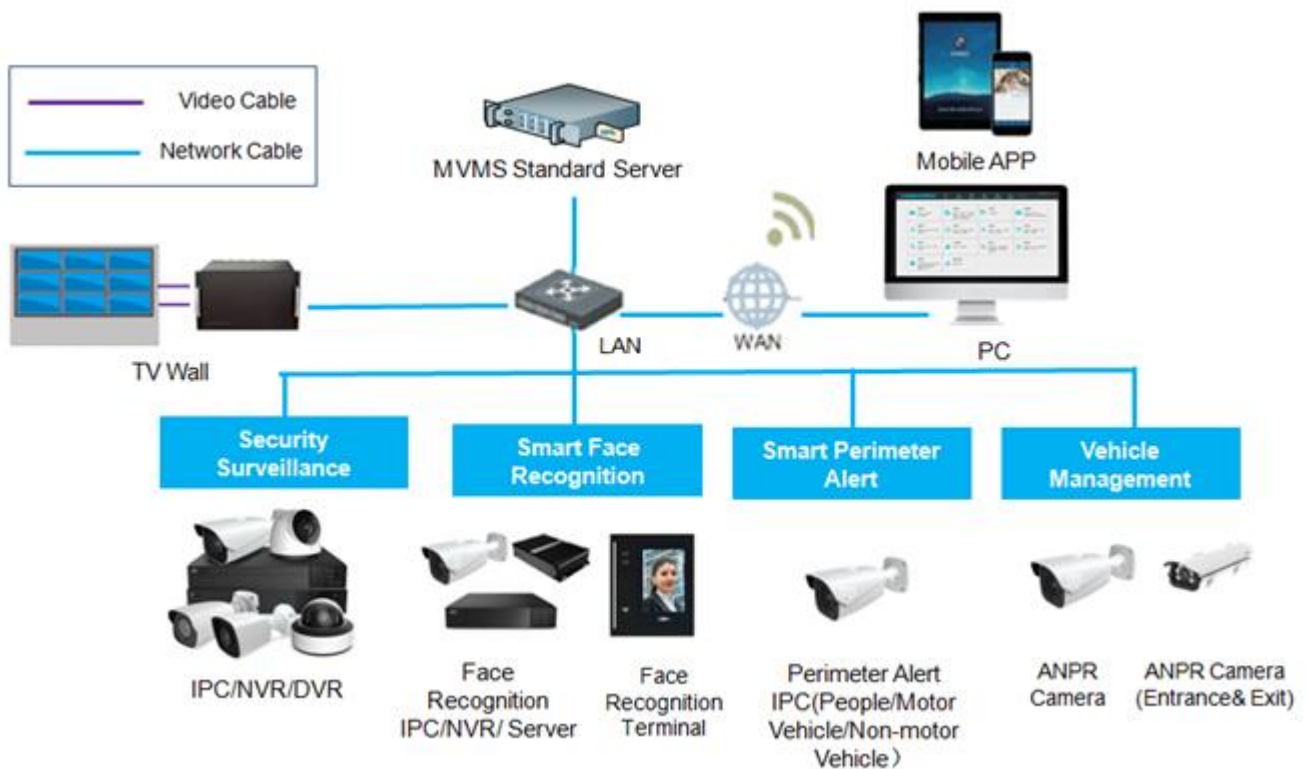 Video Cable
Network Cable
MVMS Standard Server
Mobile APP
TV Wall
LAN
WAN
PC
Security
Surveillance
Smart Face
Recognition
Smart Perimeter
Alert
Vehicle
Management
IPC/NVR/DVR
Face
Recognition
IPC/NVR/ Server
Face
Recognition
Terminal
Perimeter Alert
IPC(People/Motor
Vehicle/Non-motor
Vehicle）
ANPR
Camera
ANPR Camera
(Entrance& Exit)